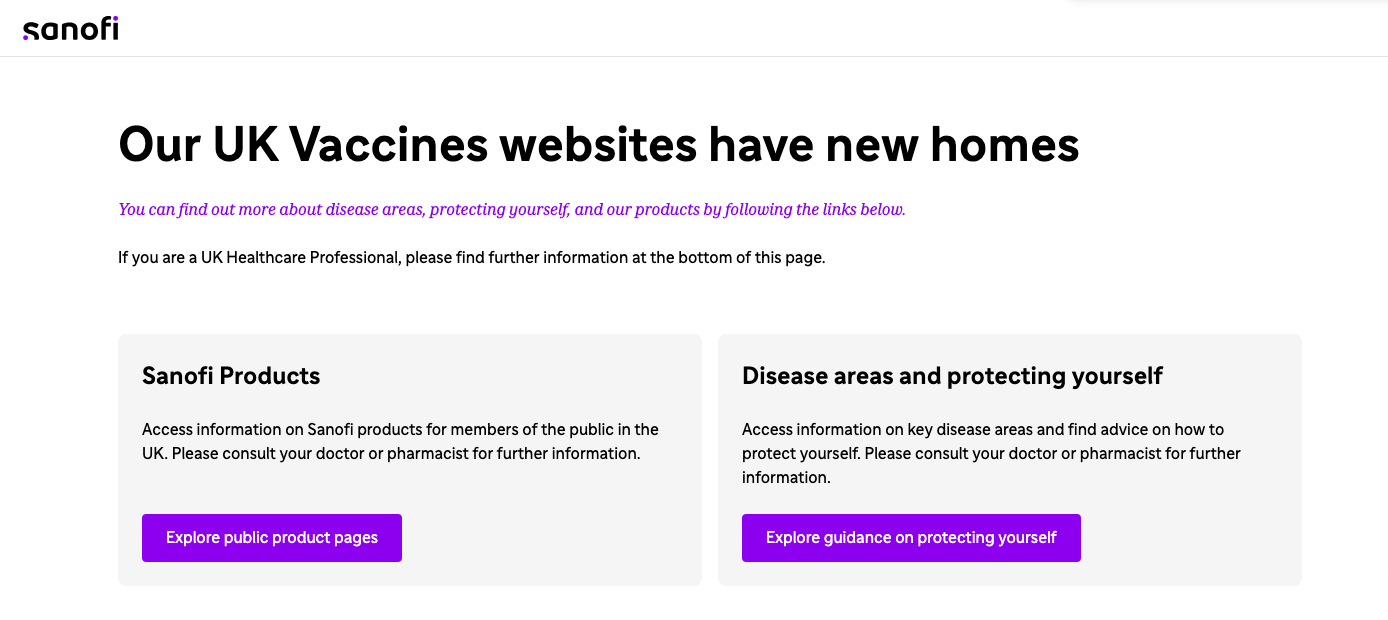 sanofi
Our UK Vaccines websites have new homes
You can find out more about disease areas, protecting yourself, and our products by following the links below.
If you are a UK Healthcare Professional, please find further information at the bottom of this page.
Sanofi Products
Access information on Sanofi products for members of the public in the
UK. Please consult your doctor or pharmacist for further information.
Explore public product pages
Disease areas and protecting yourself
Access information on key disease areas and find advice on how to
protect yourself. Please consult your doctor or pharmacist for further
information.
Explore guidance on protecting yourself